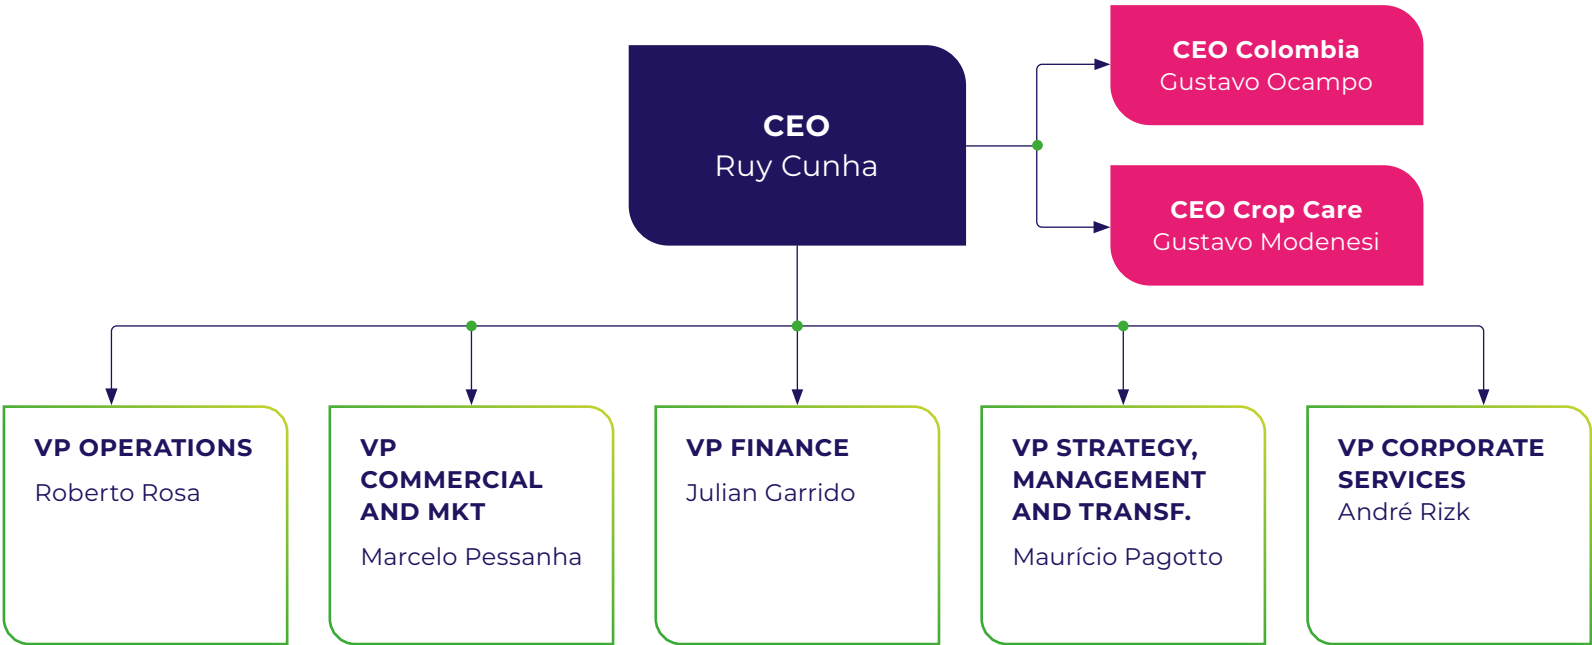 CEO
Ruy Cunha
CEO Colombia
Gustavo Ocampo
CEO Crop Care
Gustavo Modenesi
VP OPERATIONS
Roberto Rosa
VP
COMMERCIAL
AND MKT
Marcelo Pessanha
VP FINANCE
Julian Garrido
VP STRATEGY,
MANAGEMENT
AND TRANSF.
Maurício Pagotto
VP CORPORATE
SERVICES
André Rizk